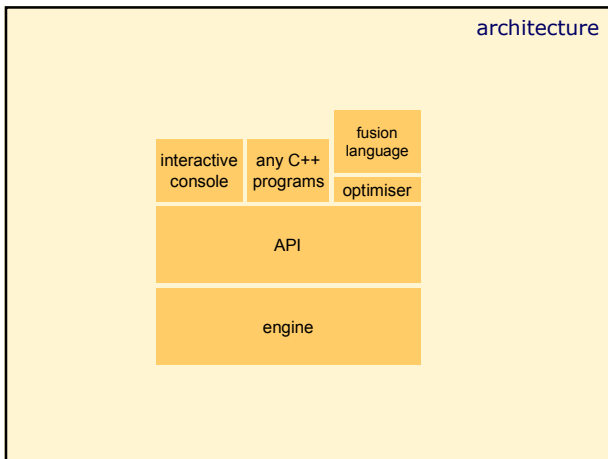 architecture
fusion
language
interactive
console
any C++
programs
optimiser
API
engine